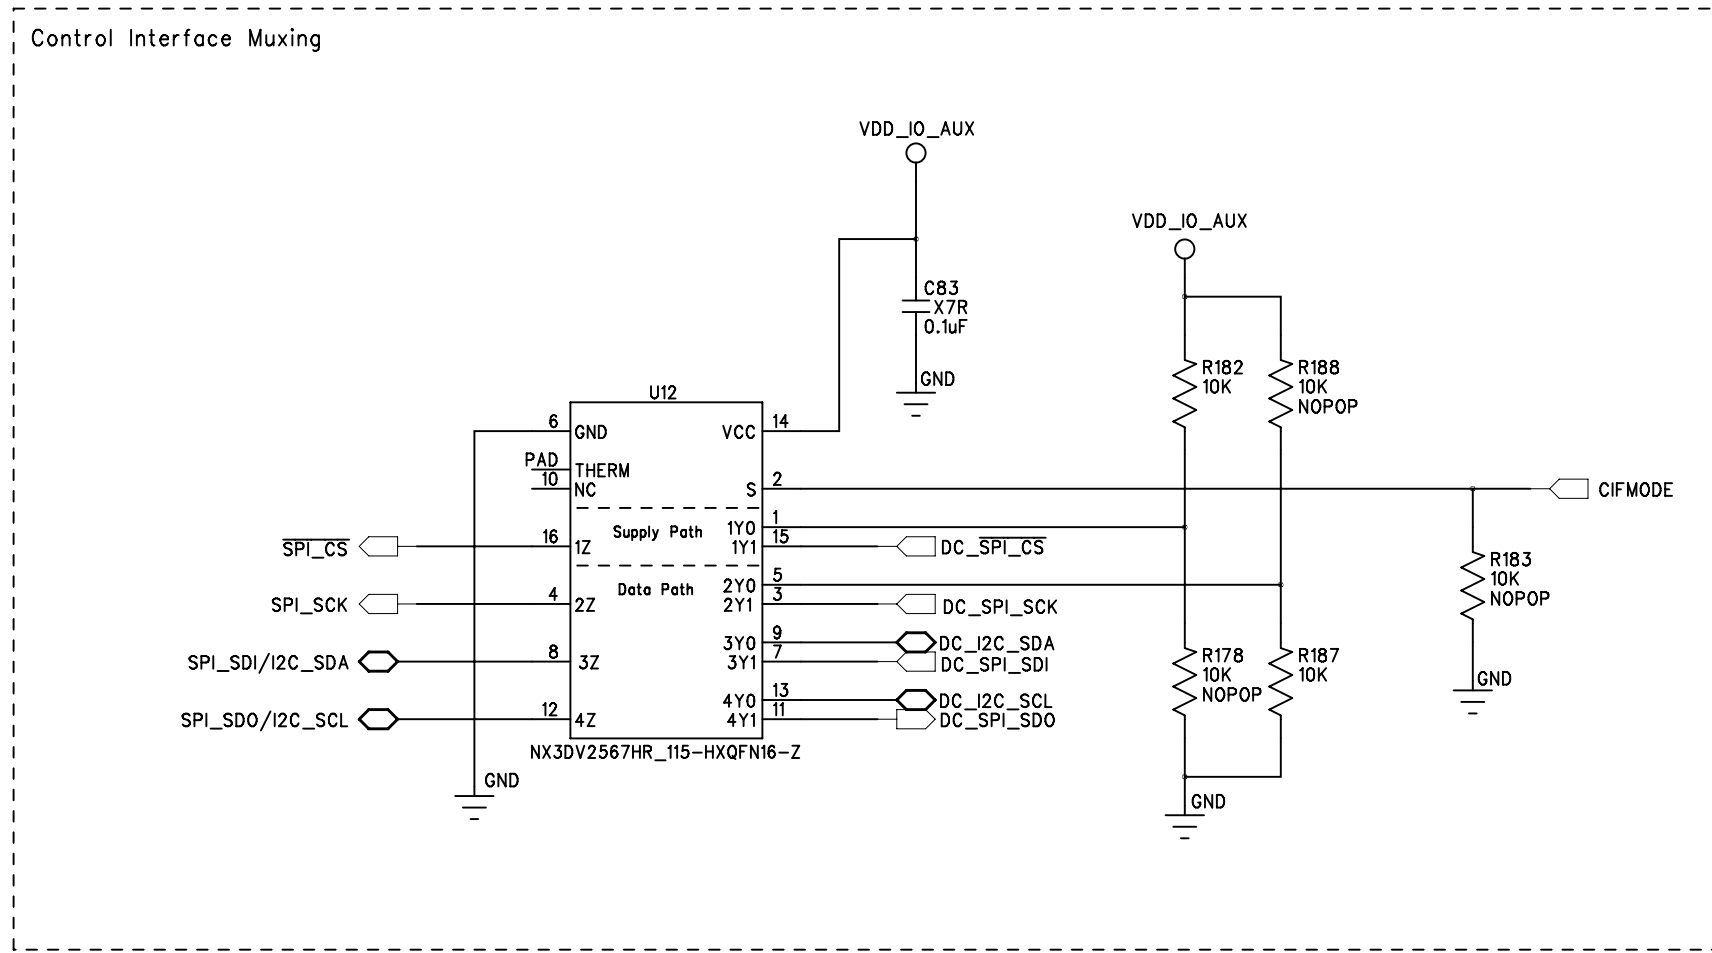 Control Interface Muxing
VDD_IO_AUX
VDD_IO_AUX
C83
X7R
0.1uF
GND
R182
10K
R188
10K
NOPOP
U12
6
GND
VCC
14
PAD
THERM
10
NC
S
2
CIFMODE
Supply Path
1Y0
1
SPI_CS
16
1Z
1Y1
15
DC_SPI_CS
Data Path
2Y0
5
SPI_SCK
4
2Z
2Y1
3
DC_SPI_SCK
R183
10K
NOPOP
3Y0
9
DC_I2C_SDA
SPI_SDI/I2C_SDA
8
3Z
3Y1
7
DC_SPI_SDI
R178
10K
NOPOP
R187
10K
GND
4Y0
13
DC_I2C_SCL
SPI_SDO/I2C_SCL
12
4Z
4Y1
11
DC_SPI_SDO
NX3DV2567HR_115-HXQFN16-Z
GND
GND